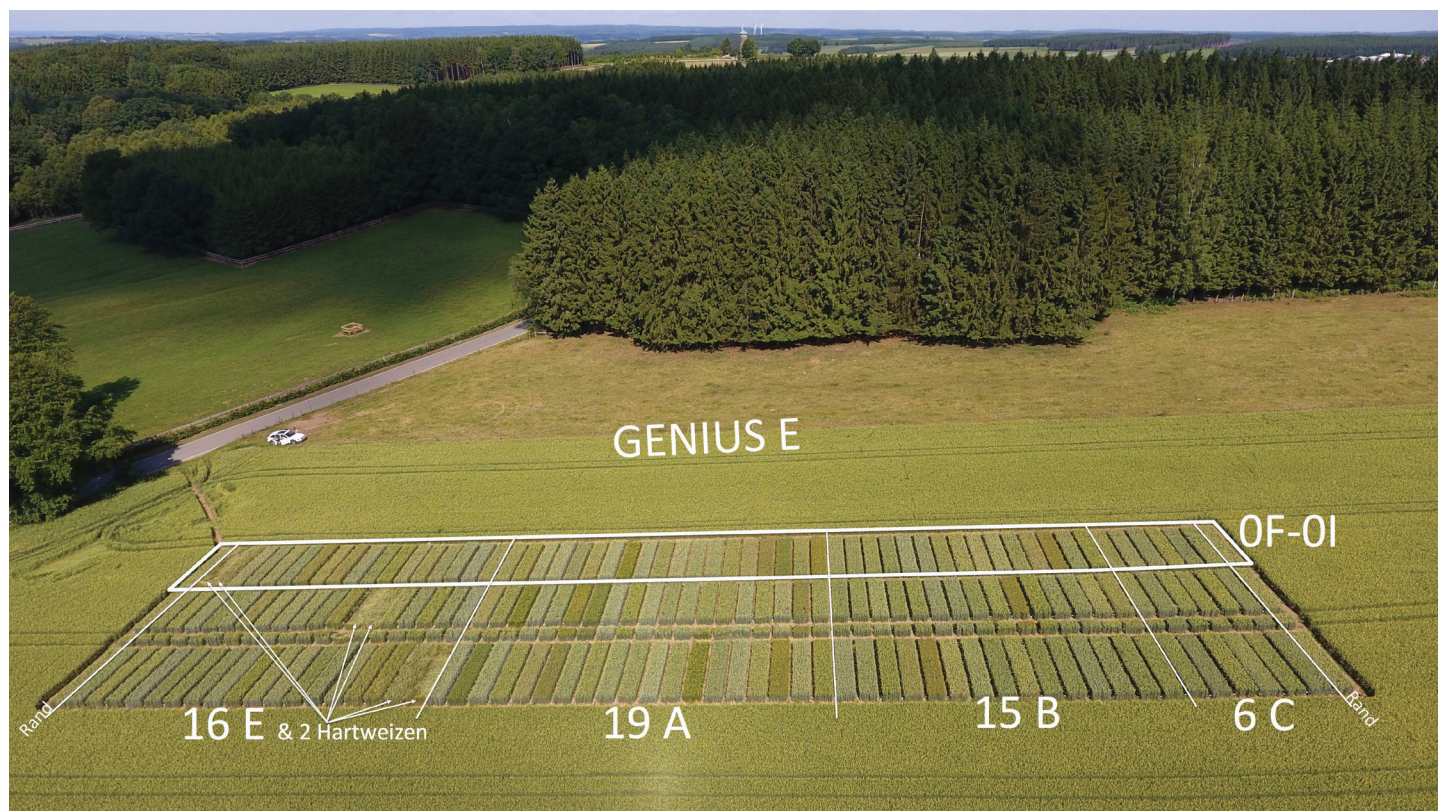 GENIUS E
0F-0I
Rand
16 E & 2 Hartweizen
19 A
15 B
6 C
Rand